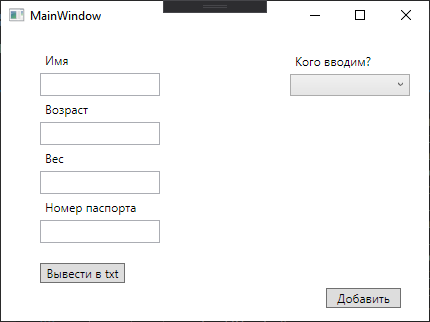 MainWindow
Имя
Кого вводим?
Возраст
Вес
Номер паспорта
Вывести в txt
Добавить